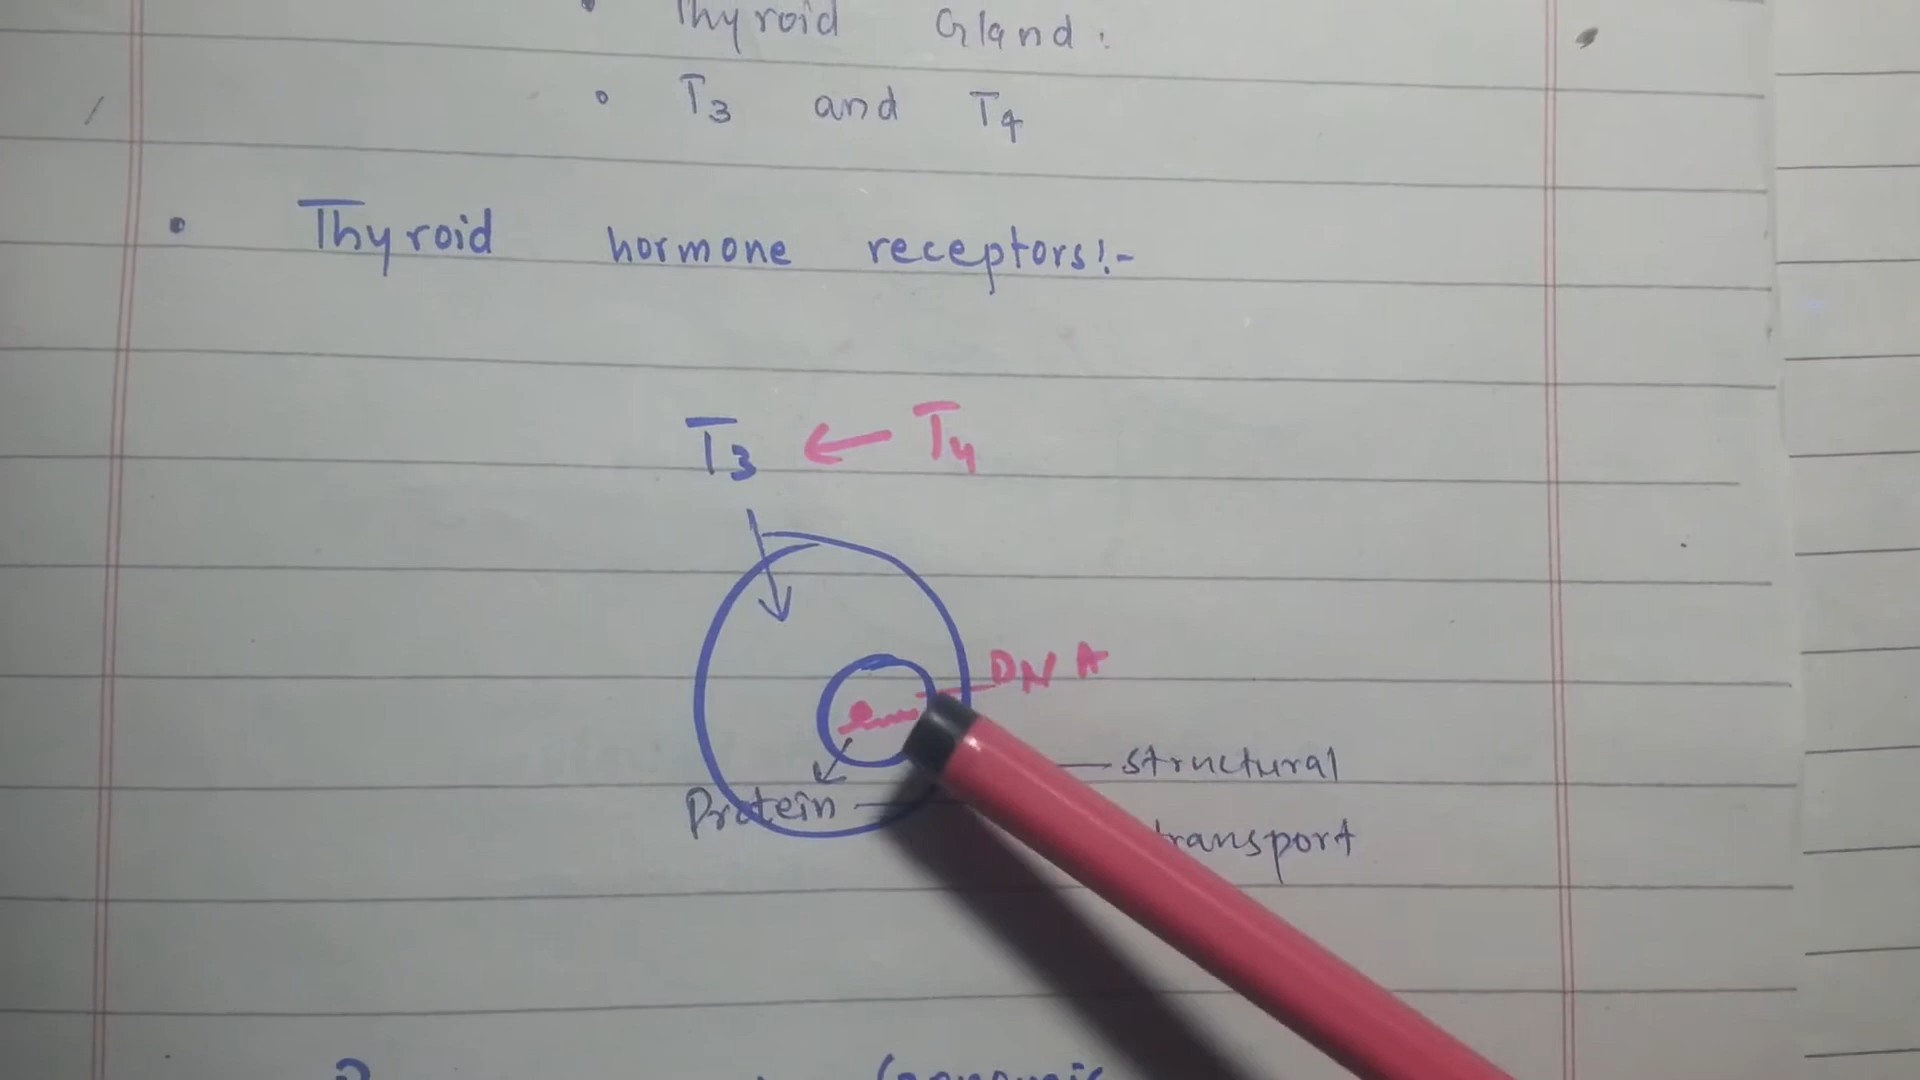 Thyroid Gland.
T3 and T4
Thyroid hormone receptors:-
T3 ← T4
DNA
structural
Protein
transport